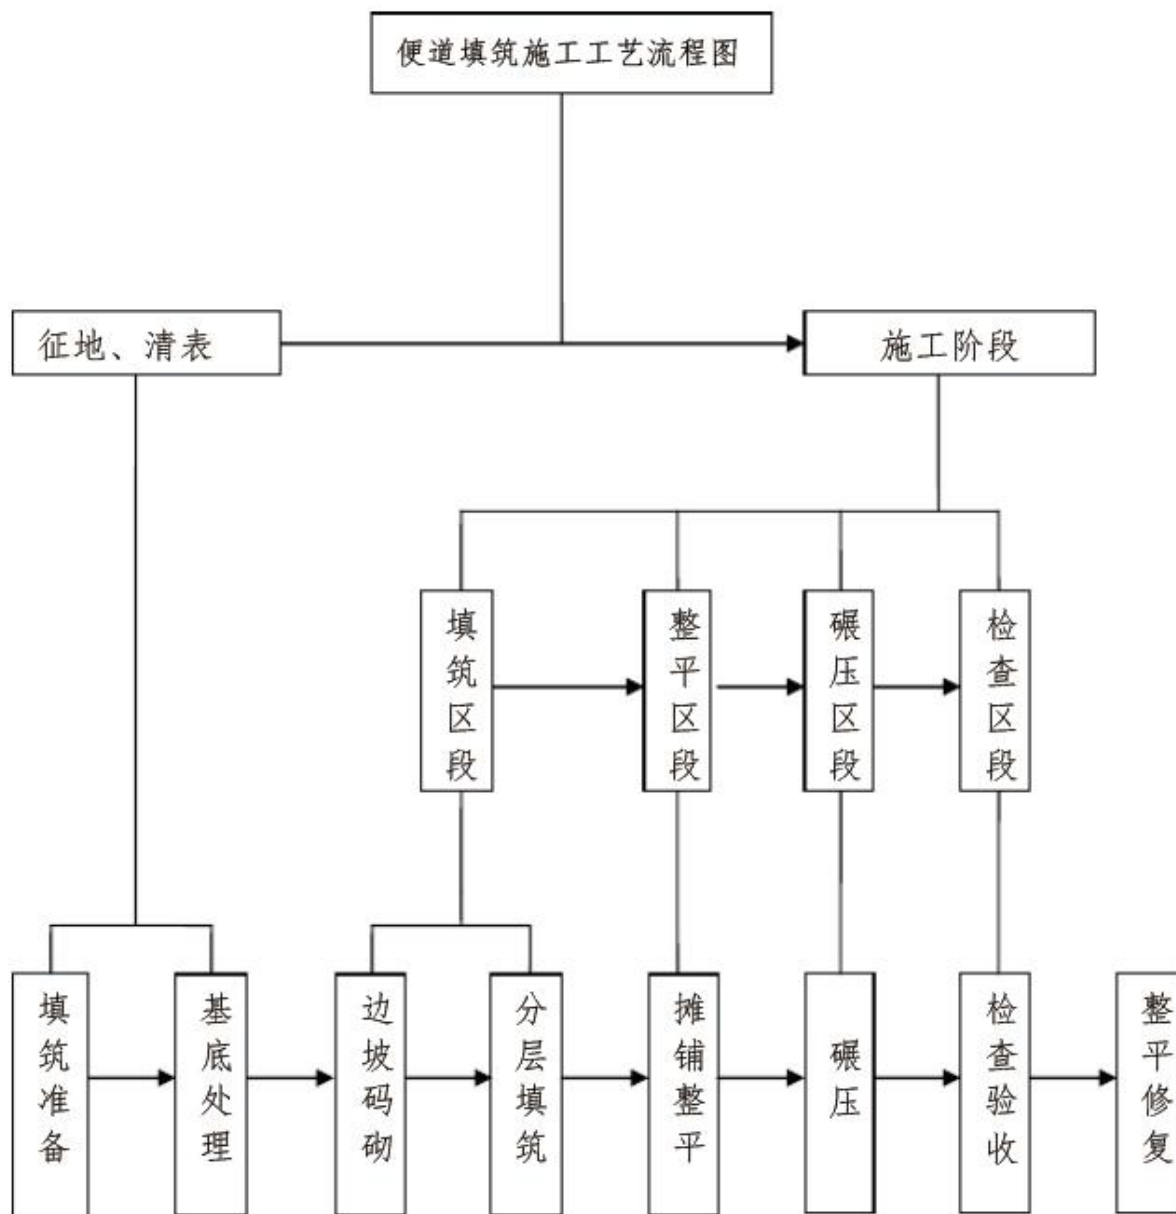 便道填筑施工工艺流程图
征地、清表
施工阶段
填筑区段
整平区段
碾压区段
检查区段
填筑准备
基底处理
边坡码砌
分层填筑
摊铺整平
碾压
检查验收
整平修复